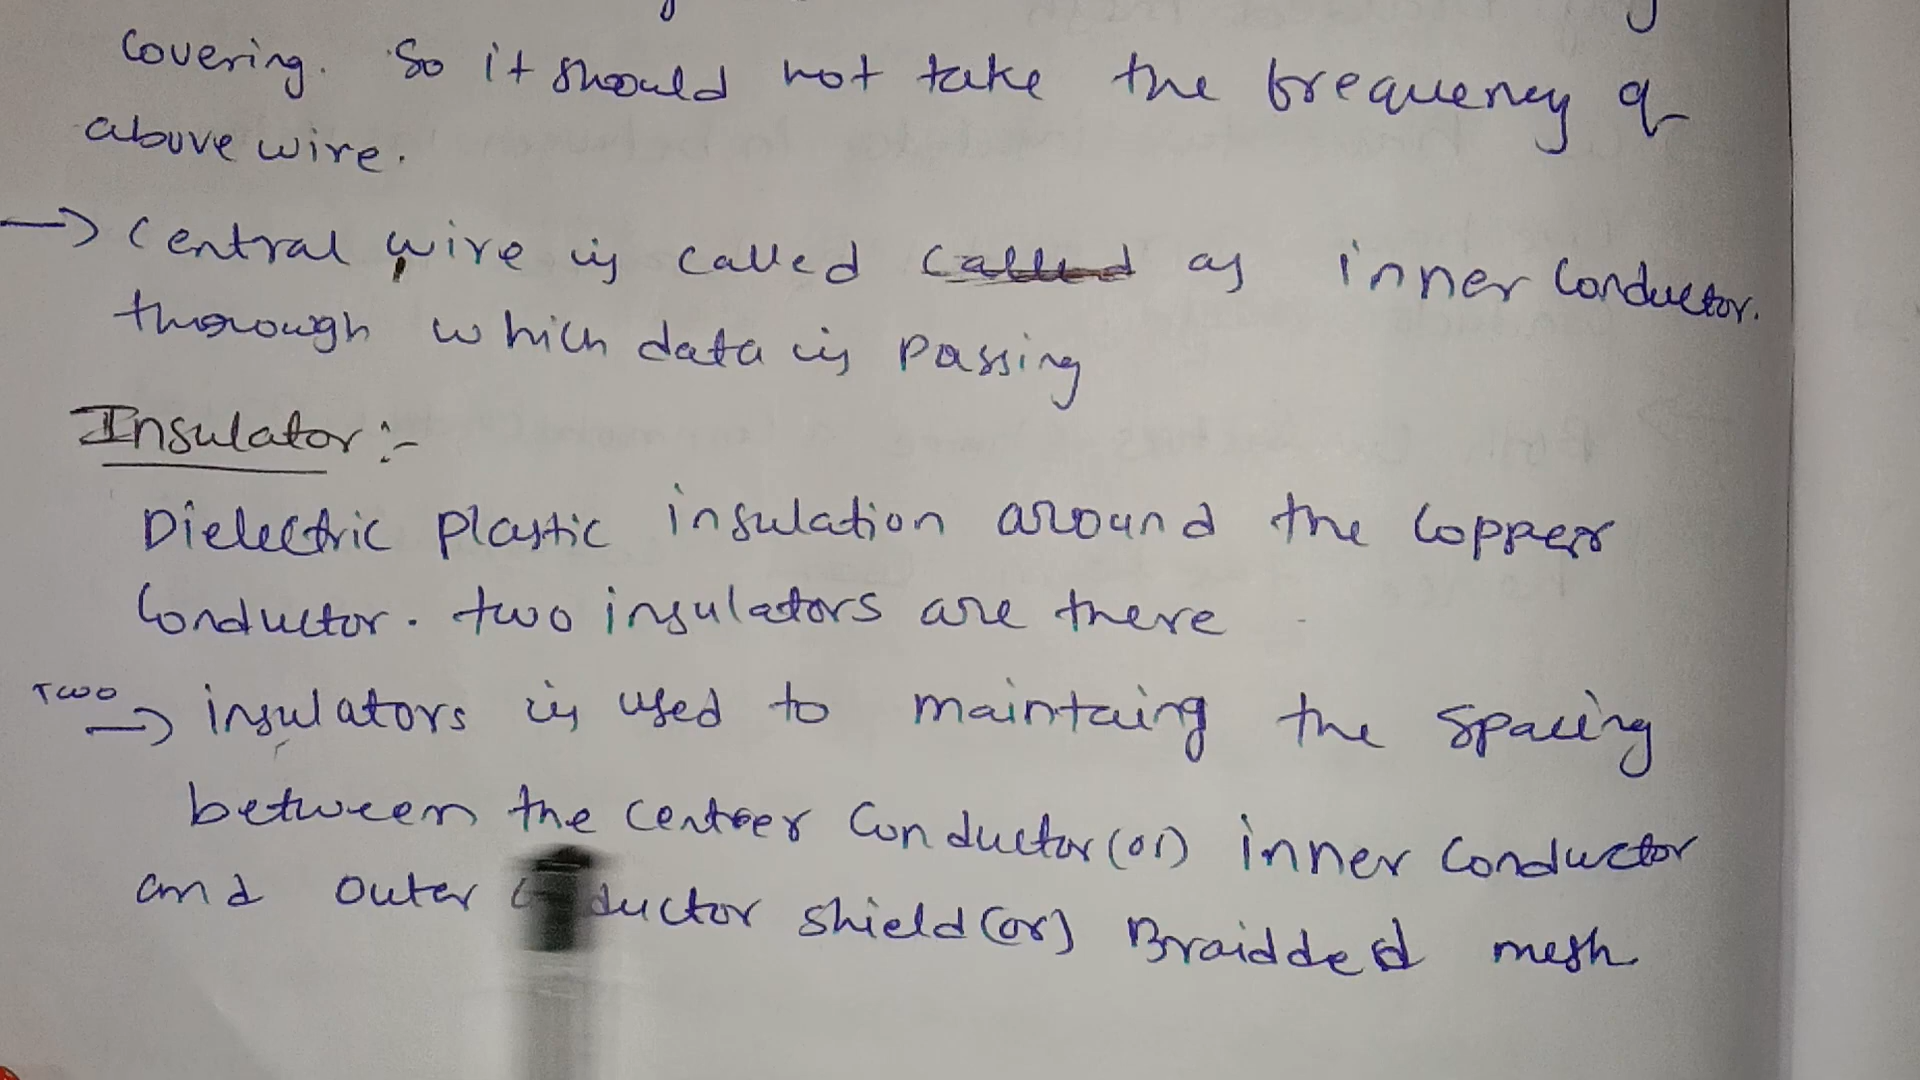 Covering. So it should not take the frequency of
above wire.
→ Central wire is called called as inner Conductor.
thorough which data is passing
Insulator:-
Dielectric plastic insulation around the Copper
Conductor. two insulators are there
Two → insulators is used to maintaing the spacing
between the center Conductor (or) inner Conductor
and outer shield (or) Braidded mesh